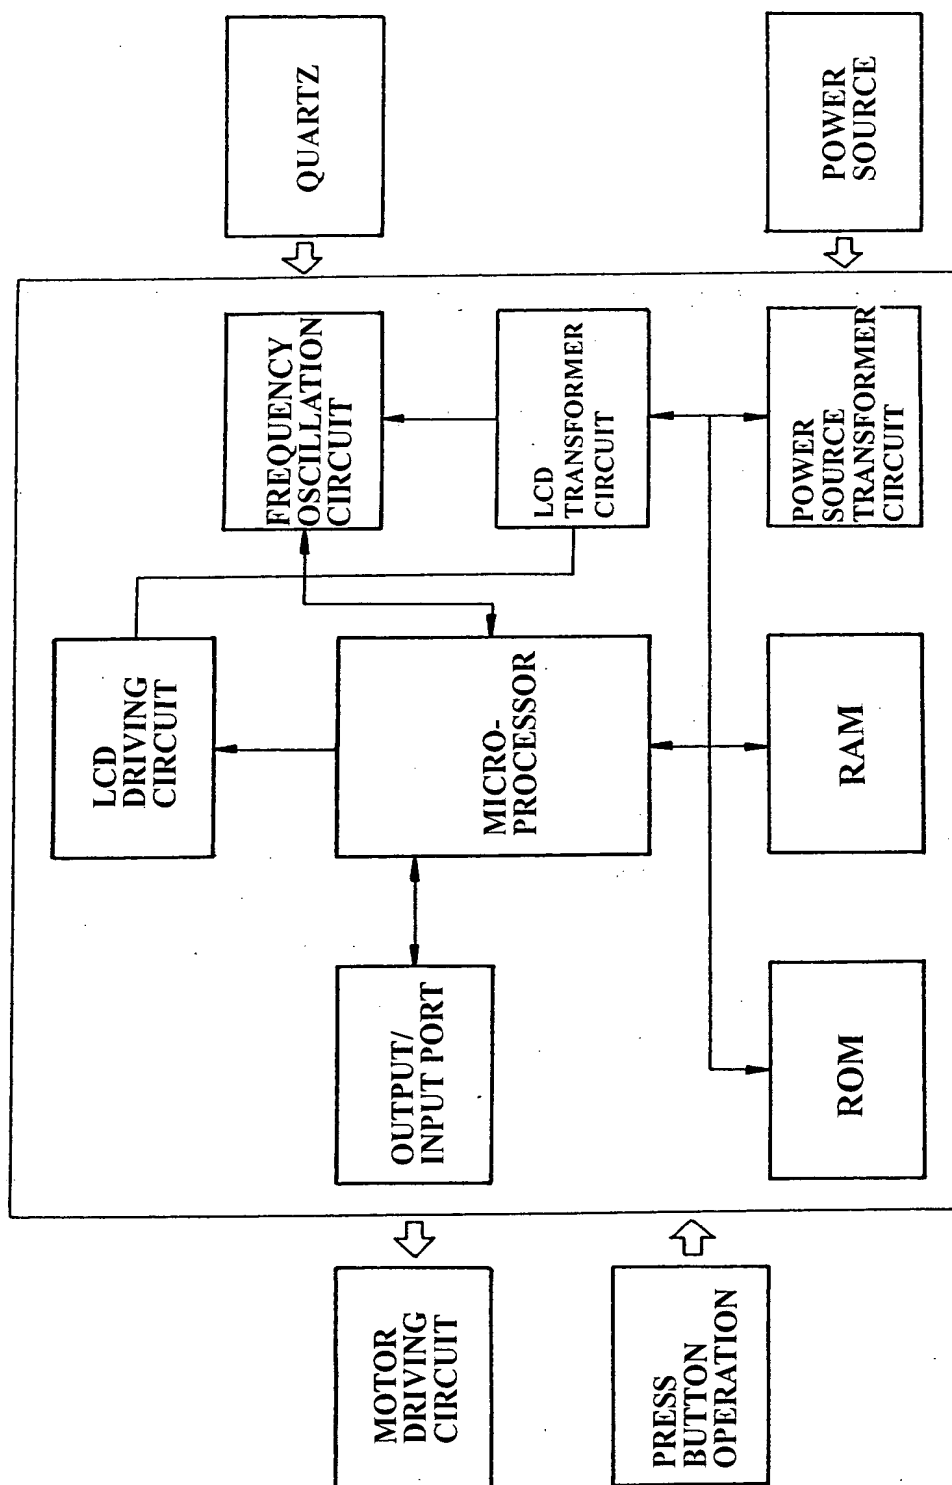 MOTOR
DRIVING
CIRCUIT
PRESS
BUTTON
OPERATION
OUTPUT/
INPUT PORT
ROM
LCD
DRIVING
CIRCUIT
MICRO-
PROCESSOR
RAM
FREQUENCY
OSCILLATION
CIRCUIT
LCD
TRANSFORMER
CIRCUIT
POWER
SOURCE
TRANSFORMER
CIRCUIT
QUARTZ
POWER
SOURCE